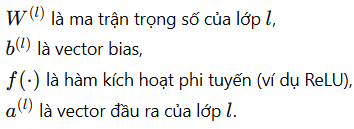 W^{(l)} là ma trận trọng số của lớp l,
b^{(l)} là vector bias,
f(·) là hàm kích hoạt phi tuyến (ví dụ ReLU),
a^{(l)} là vector đầu ra của lớp l.